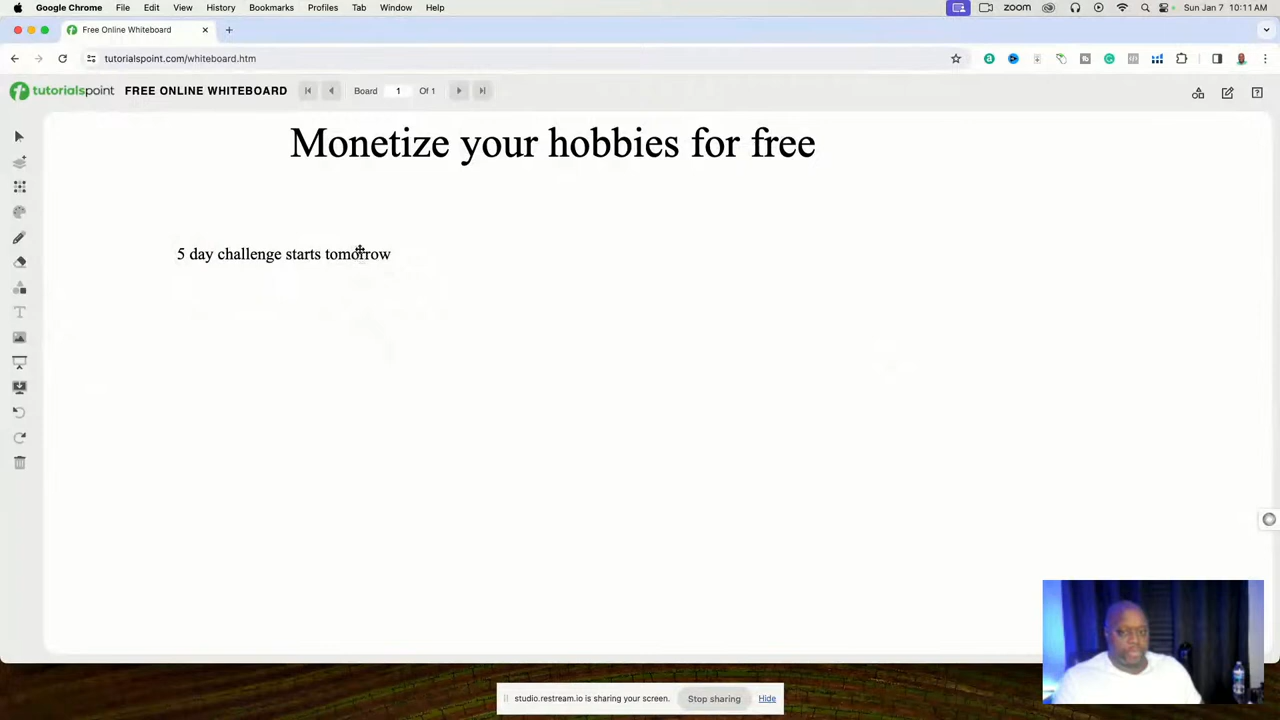 Google Chrome File Edit View History Bookmarks Profiles Tab Window Help zoom Sun Jan 7 10:11 AM
Free Online Whiteboard
tutorialspoint.com/whiteboard.htm
tutorialspoint FREE ONLINE WHITEBOARD Board 1 Of 1
Monetize your hobbies for free
5 day challenge starts tomorrow
studio.restream.io is sharing your screen. Stop sharing Hide